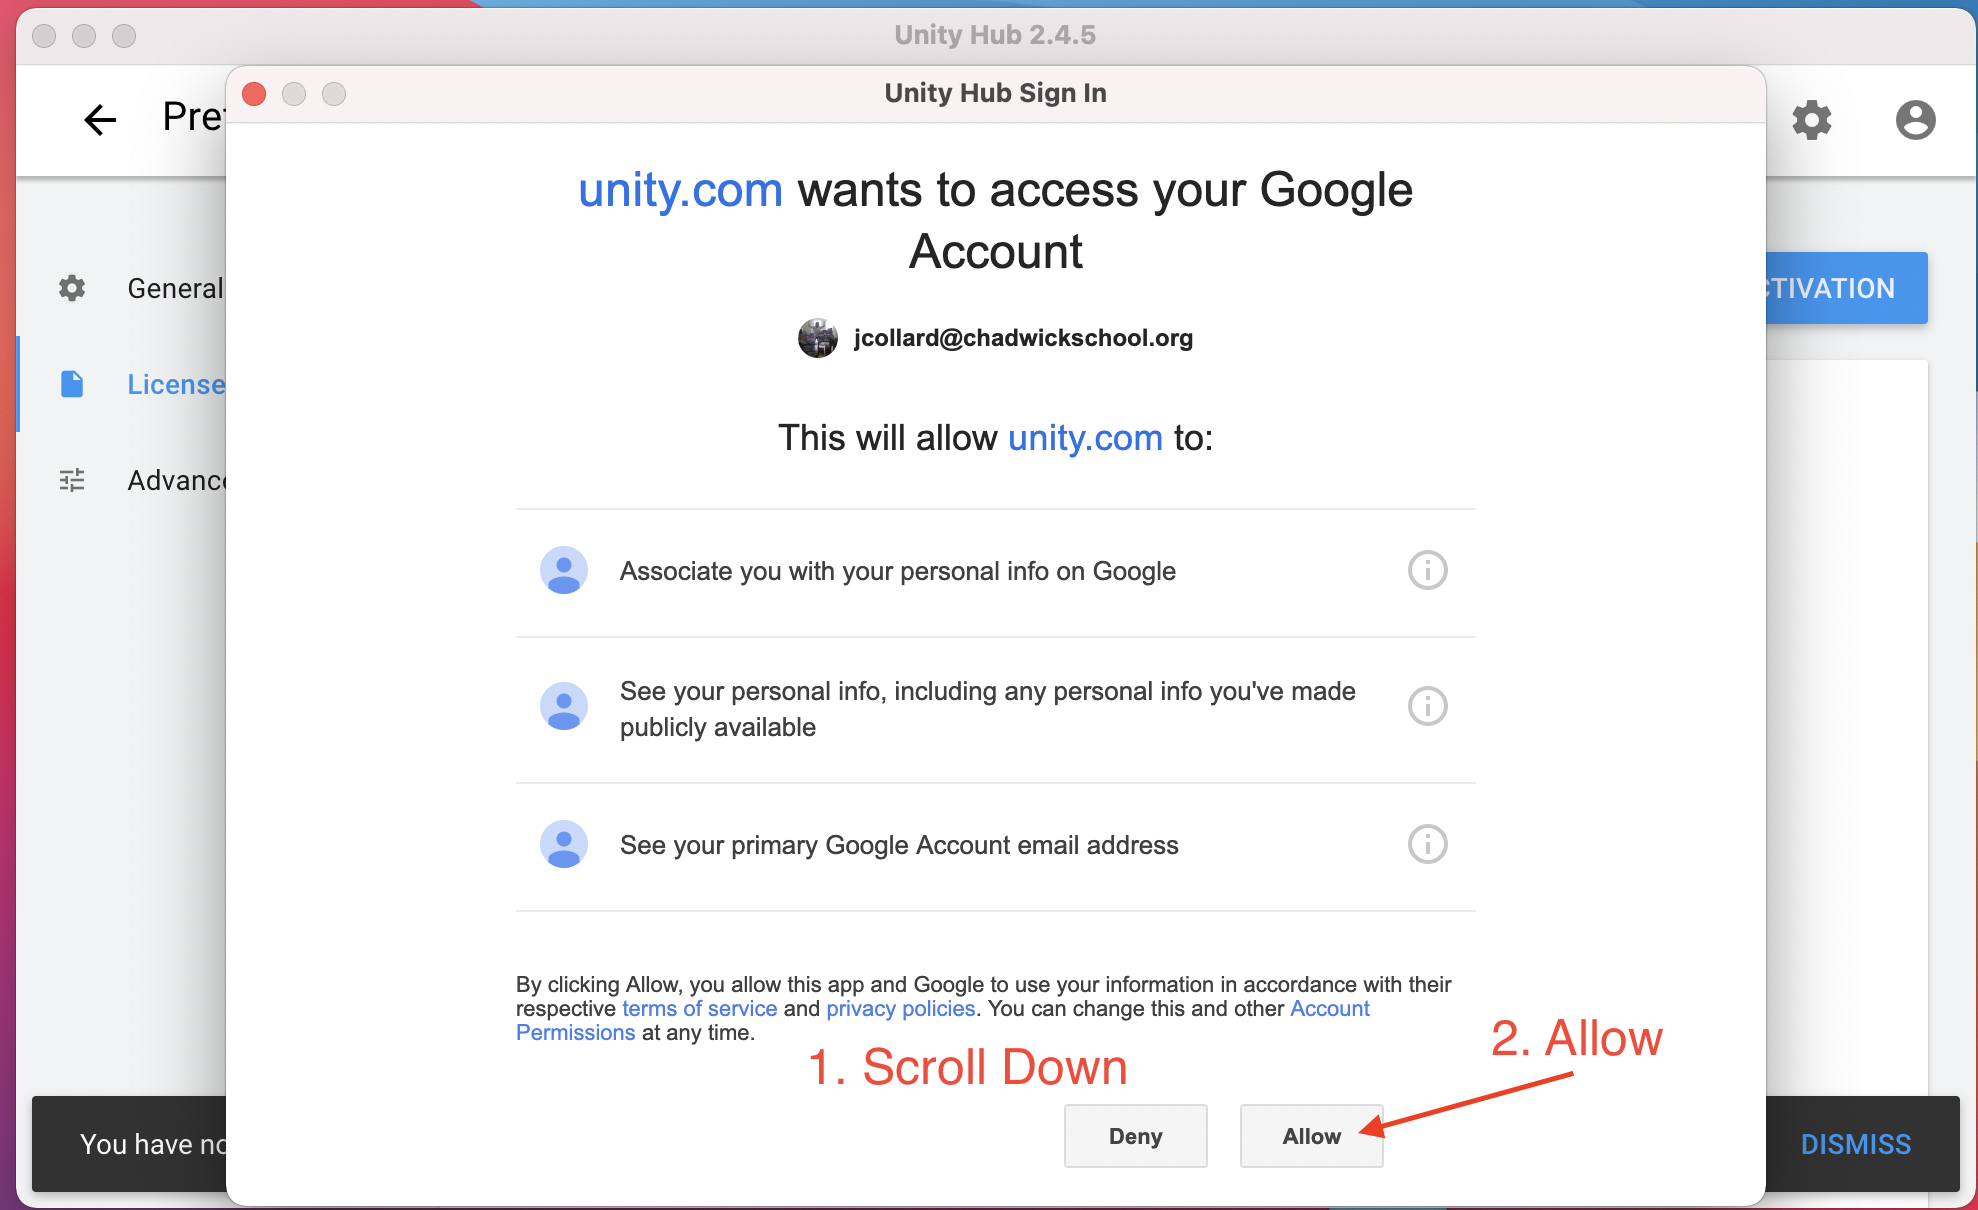 Unity Hub 2.4.5
Unity Hub Sign In
unity.com wants to access your Google
Account
jcollard@chadwickschool.org
General
License
This will allow unity.com to:
Associate you with your personal info on Google
See your personal info, including any personal info you've made
publicly available
See your primary Google Account email address
By clicking Allow, you allow this app and Google to use your information in accordance with their
respective terms of service and privacy policies. You can change this and other Account
Permissions at any time.
1. Scroll Down
2. Allow
Deny
Allow
You have
DISMISS